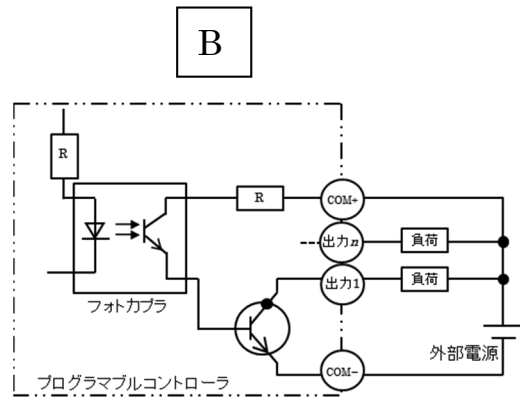 B
R
R
COM+
出力n
負荷
出力1
負荷
フォトカプラ
外部電源
COM−
プログラマブルコントローラ